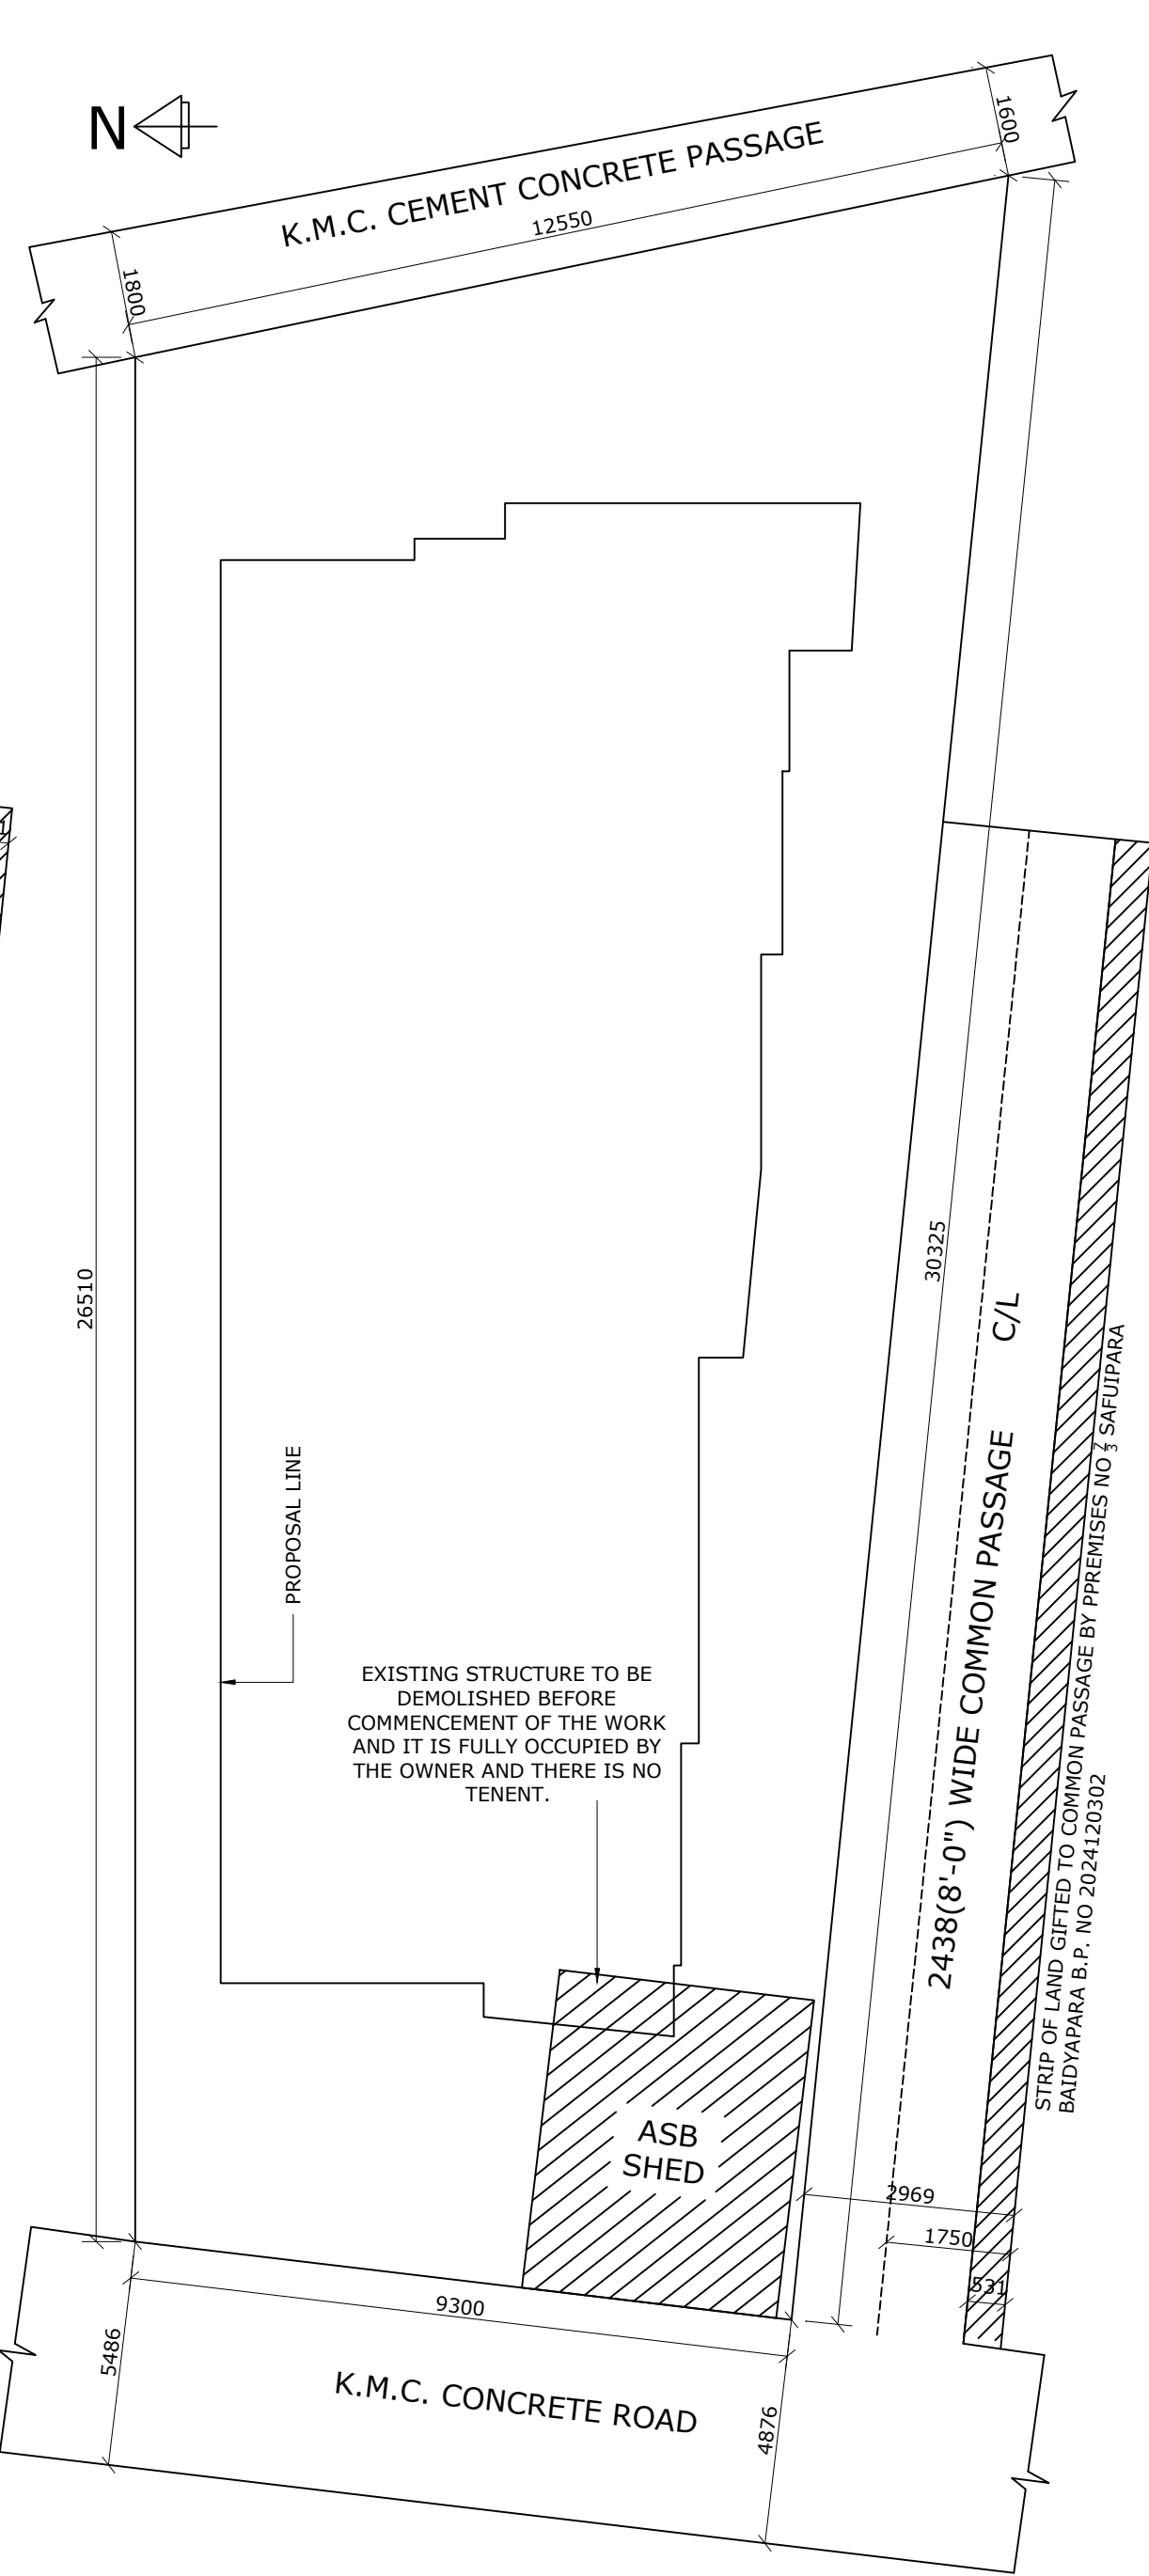 N
1600
K.M.C. CEMENT CONCRETE PASSAGE
12550
1800
1
30325
26510
C/L
2438(8'-0") WIDE COMMON PASSAGE
STRIP OF LAND GIFTED TO COMMON PASSAGE BY PPREMISES NO 7/3 SAFUIPARA
BAIDYAPARA B.P. NO 2024120302
PROPOSAL LINE
EXISTING STRUCTURE TO BE
DEMOLISHED BEFORE
COMMENCEMENT OF THE WORK
AND IT IS FULLY OCCUPIED BY
THE OWNER AND THERE IS NO
TENENT.
ASB
SHED
2969
1750
531
9300
5486
4876
K.M.C. CONCRETE ROAD